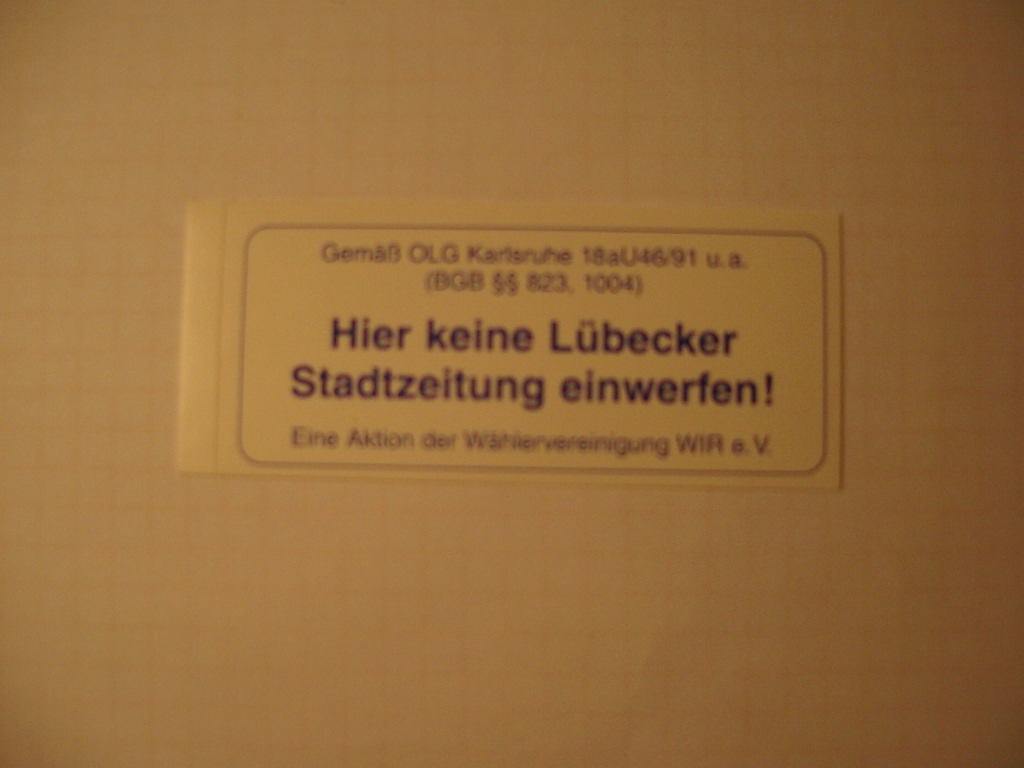 Gemäß OLG Karlsruhe 18aU46/91 u.a.
(BGB §§ 823, 1004)
Hier keine Lübecker
Stadtzeitung einwerfen!
Eine Aktion der Wählervereinigung WIR e.V.